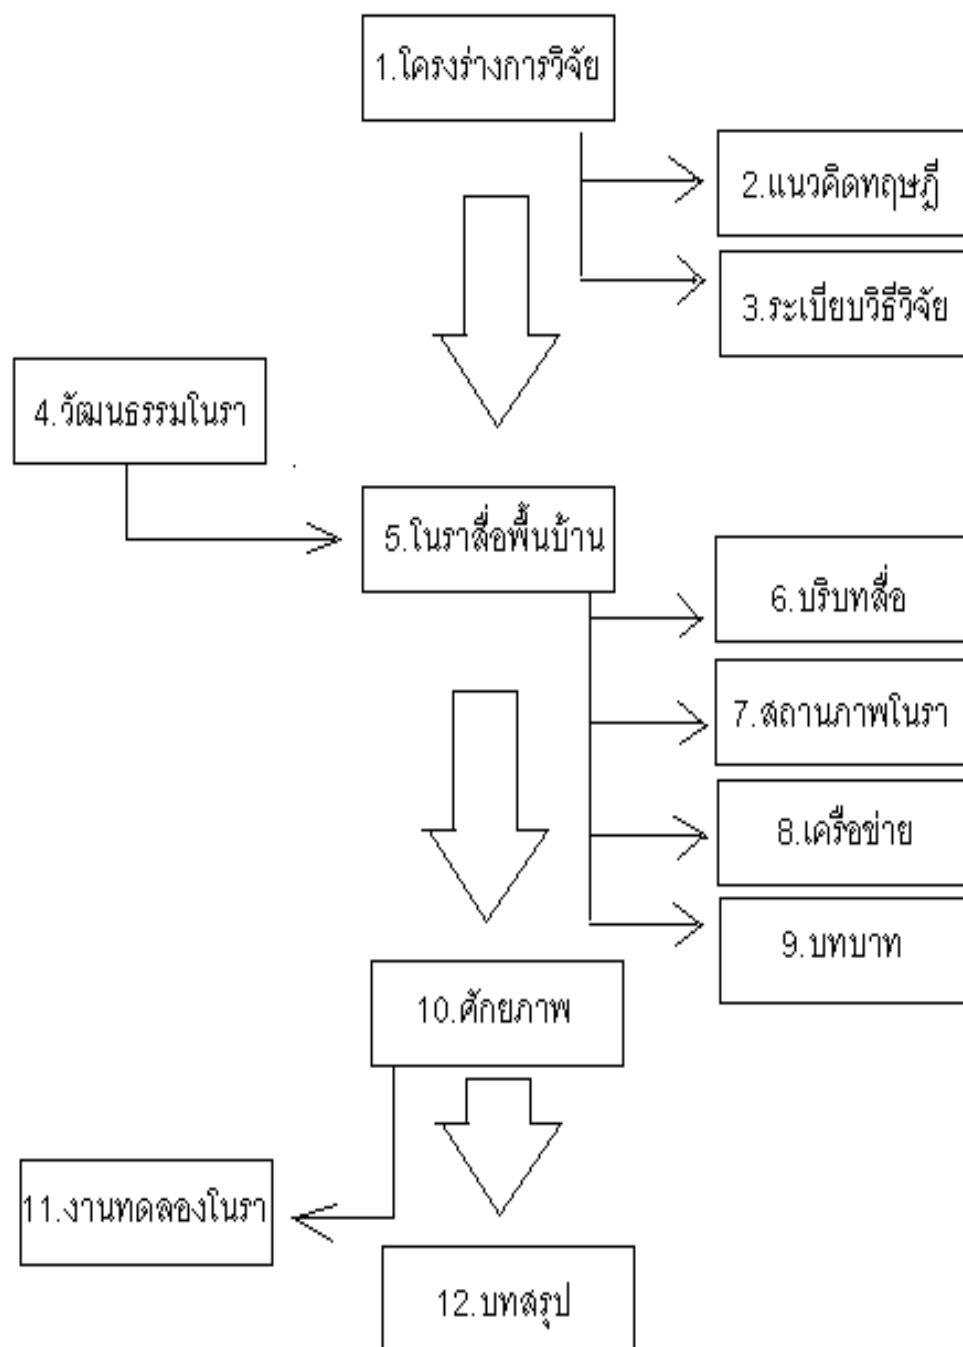 1.โครงร่างการวิจัย
2.แนวคิดทฤษฎี
3.ระเบียบวิธีวิจัย
4.วัฒนธรรมโนรา
5.โนราสื่อพื้นบ้าน
6.บริบทสื่อ
7.สถานภาพโนรา
8.เครือข่าย
9.บทบาท
10.ศักยภาพ
11.งานทดลองโนรา
12.บทสรุป